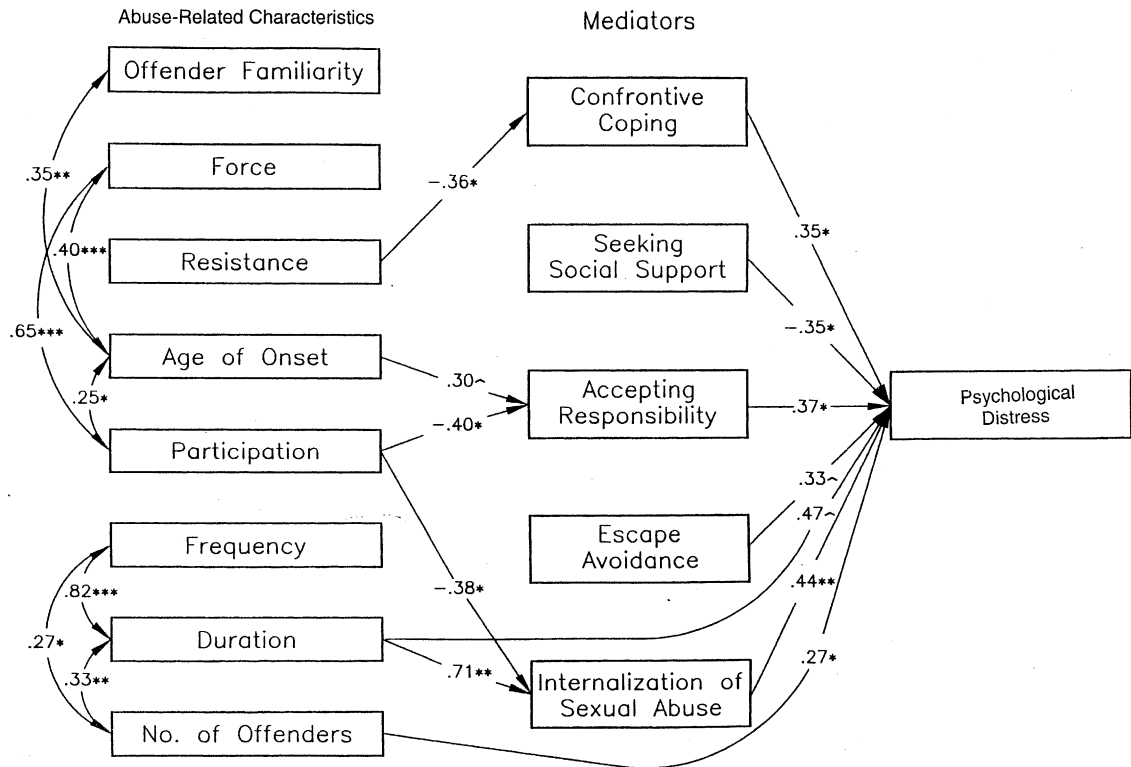 Abuse-Related Characteristics
Mediators
Offender Familiarity
Confrontive
Coping
Force
.35**
-.36*
Resistance
Seeking
Social Support
.35*
.40***
.65***
-.35*
Age of Onset
.30^
Accepting
Responsibility
.37*
Psychological
Distress
.25*
-.40*
Participation
.33^
.47^
Frequency
Escape
Avoidance
.82***
-.38*
.44**
.27*
Duration
.71**
.27*
.33**
Internalization of
Sexual Abuse
No. of Offenders